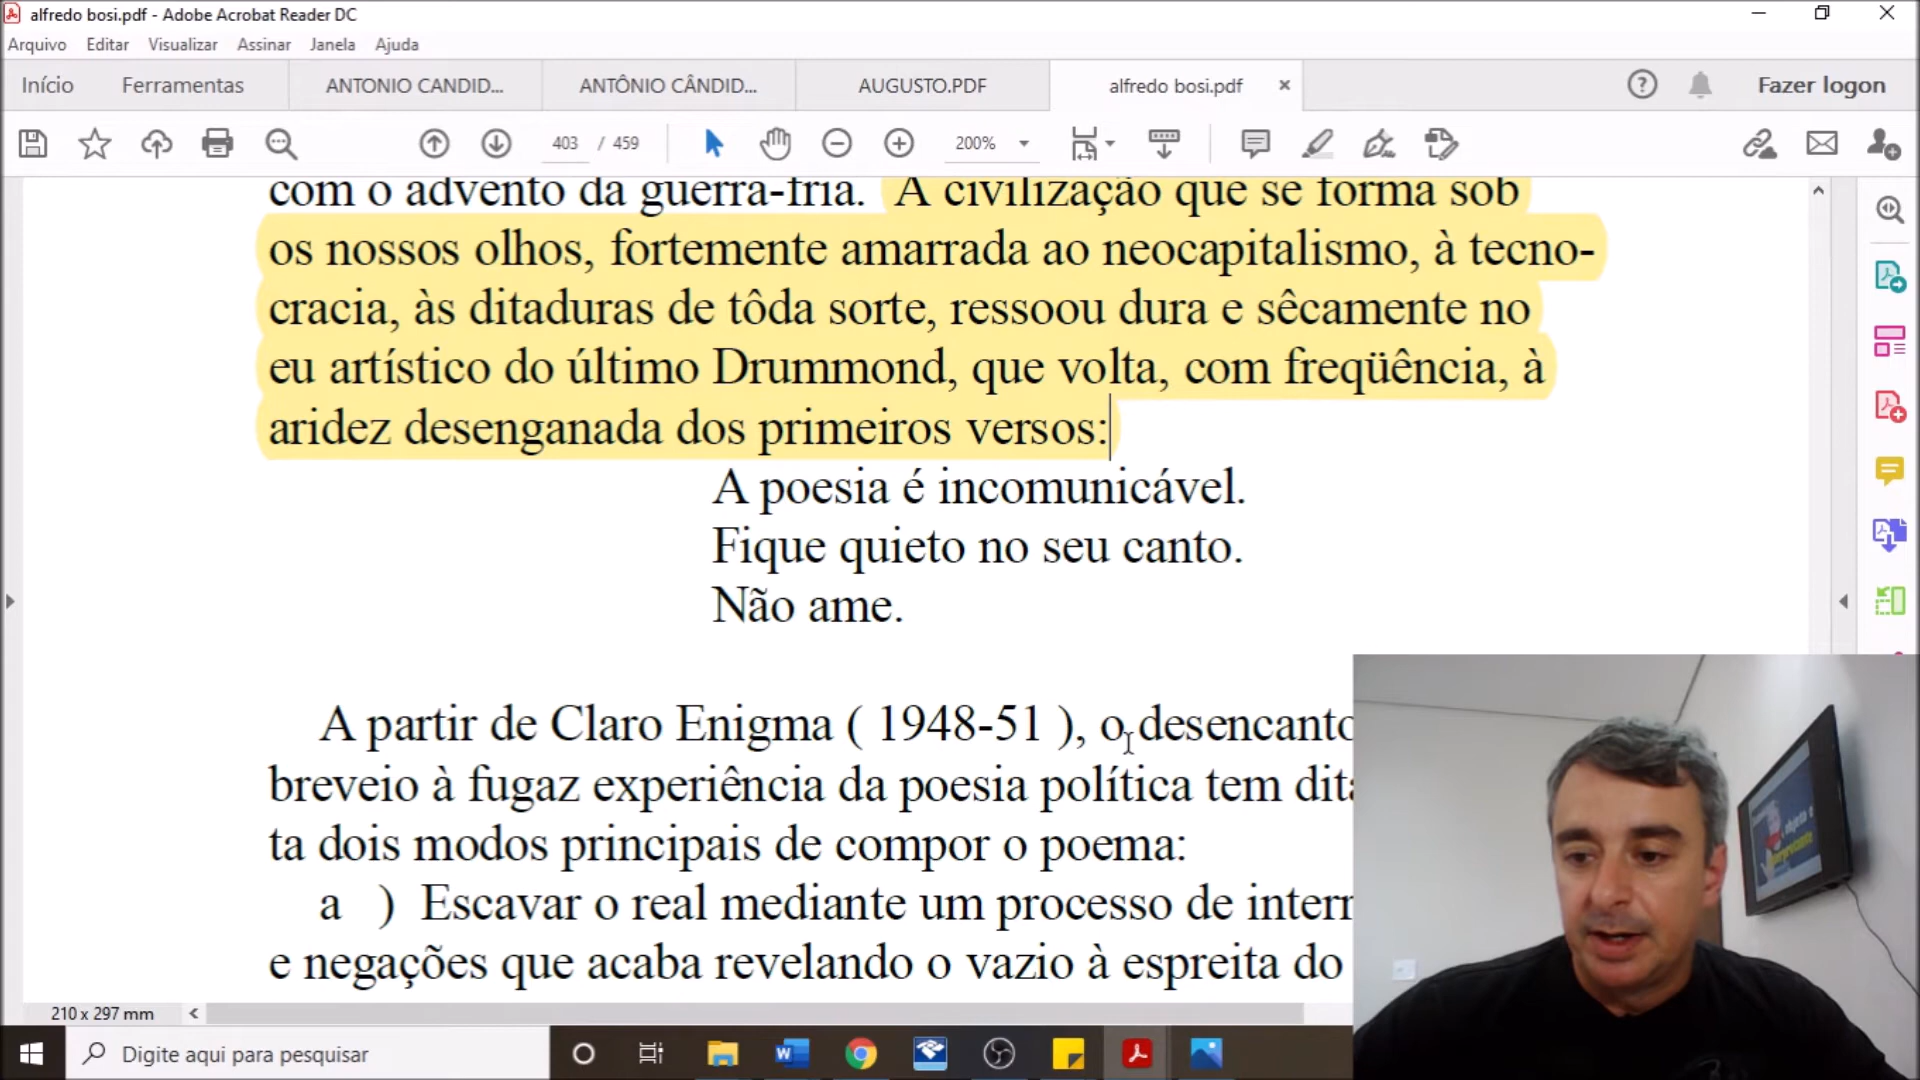 alfredo bosi.pdf - Adobe Acrobat Reader DC
Arquivo Editar Visualizar Assinar Janela Ajuda
Início Ferramentas ANTONIO CANDID... ANTÔNIO CÂNDID... AUGUSTO.PDF alfredo bosi.pdf Fazer logon
403 / 459 200%
com o advento da guerra-fria. A civilização que se forma sob
os nossos olhos, fortemente amarrada ao neocapitalismo, à tecno-
cracia, às ditaduras de tôda sorte, ressoou dura e sêcamente no
eu artístico do último Drummond, que volta, com freqüência, à
aridez desenganada dos primeiros versos:
A poesia é incomunicável.
Fique quieto no seu canto.
Não ame.
A partir de Claro Enigma ( 1948-51 ), o desencanto
breveio à fugaz experiência da poesia política tem dita
ta dois modos principais de compor o poema:
a ) Escavar o real mediante um processo de interr
e negações que acaba revelando o vazio à espreita do
210 x 297 mm
Digite aqui para pesquisar